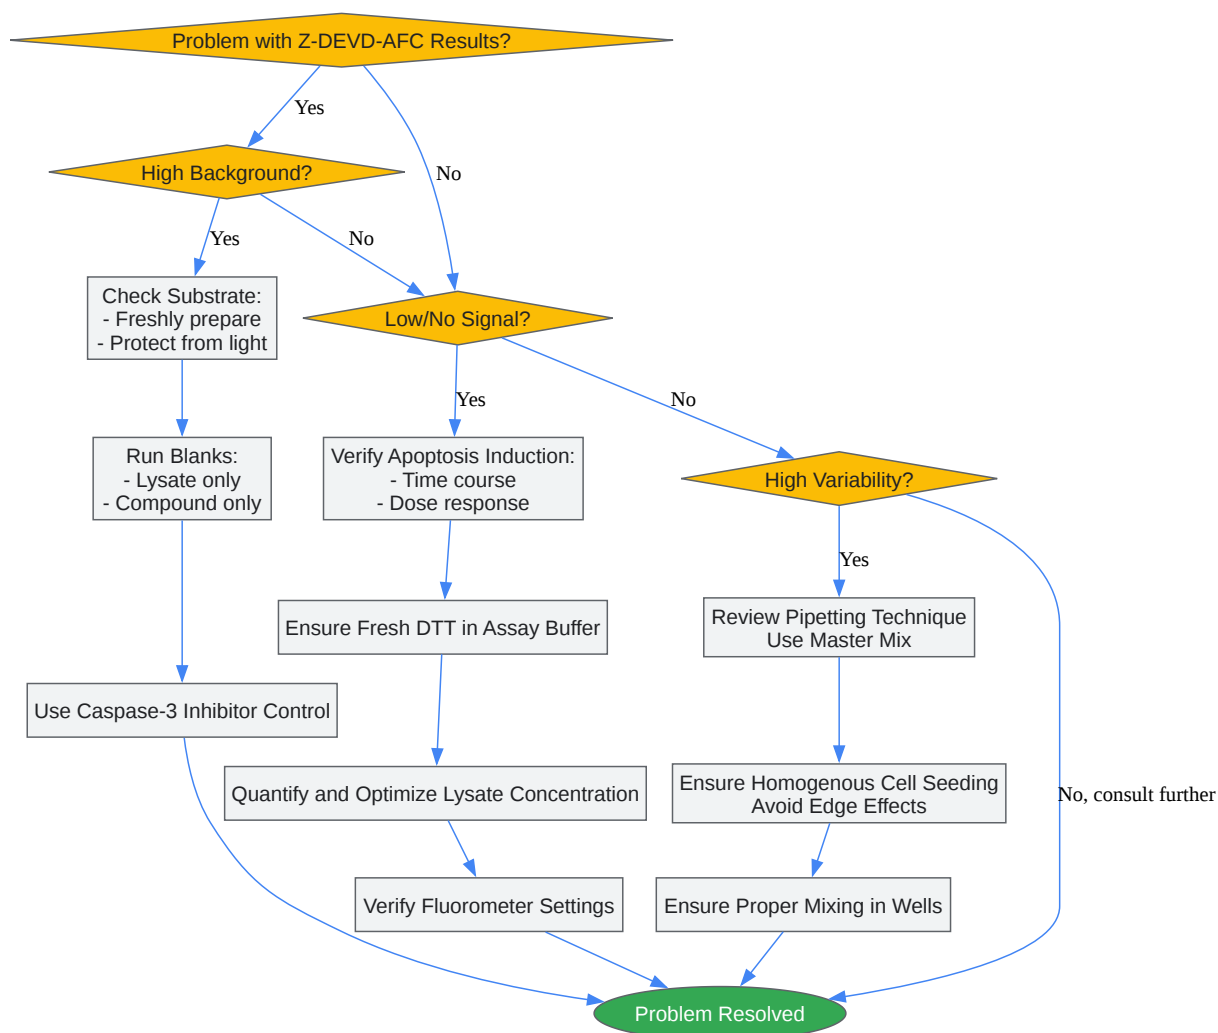 Problem with Z-DEVD-AFC Results?
Yes
No
High Background?
Yes
No
Check Substrate:
- Freshly prepare
- Protect from light
Low/No Signal?
Yes
No
Run Blanks:
- Lysate only
- Compound only
Verify Apoptosis Induction:
- Time course
- Dose response
High Variability?
Yes
Ensure Fresh DTT in Assay Buffer
Review Pipetting Technique
Use Master Mix
Use Caspase-3 Inhibitor Control
Quantify and Optimize Lysate Concentration
Ensure Homogenous Cell Seeding
Avoid Edge Effects
No, consult further
Verify Fluorometer Settings
Ensure Proper Mixing in Wells
Problem Resolved